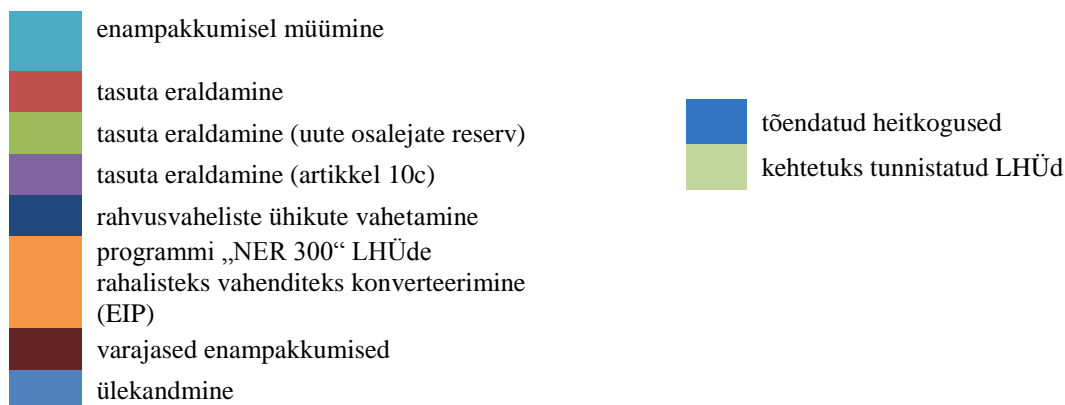 enampakkumisel müümine
tasuta eraldamine
tasuta eraldamine (uute osalejate reserv)
tasuta eraldamine (artikkel 10c)
rahvusvaheliste ühikute vahetamine
programmi „NER 300“ LHÜde
rahalisteks vahenditeks konverteerimine
(EIP)
varajased enampakkumised
ülekandmine
tõendatud heitkogused
kehtetuks tunnistatud LHÜd